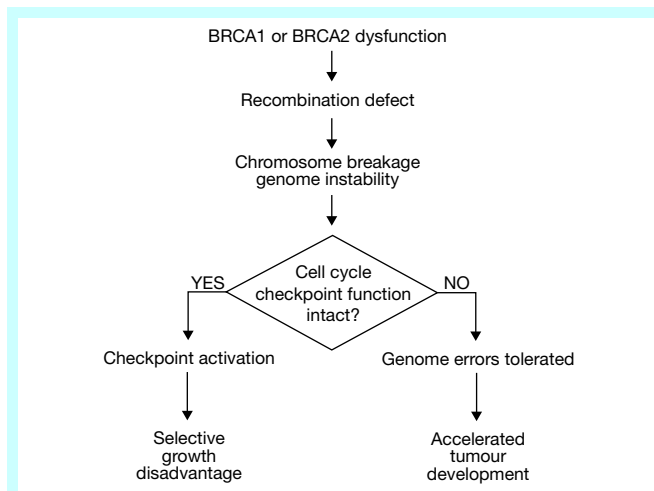 BRCA1 or BRCA2 dysfunction
Recombination defect
Chromosome breakage
genome instability
Cell cycle
checkpoint function
intact?
YES
NO
Checkpoint activation
Genome errors tolerated
Selective
growth
disadvantage
Accelerated
tumour
development